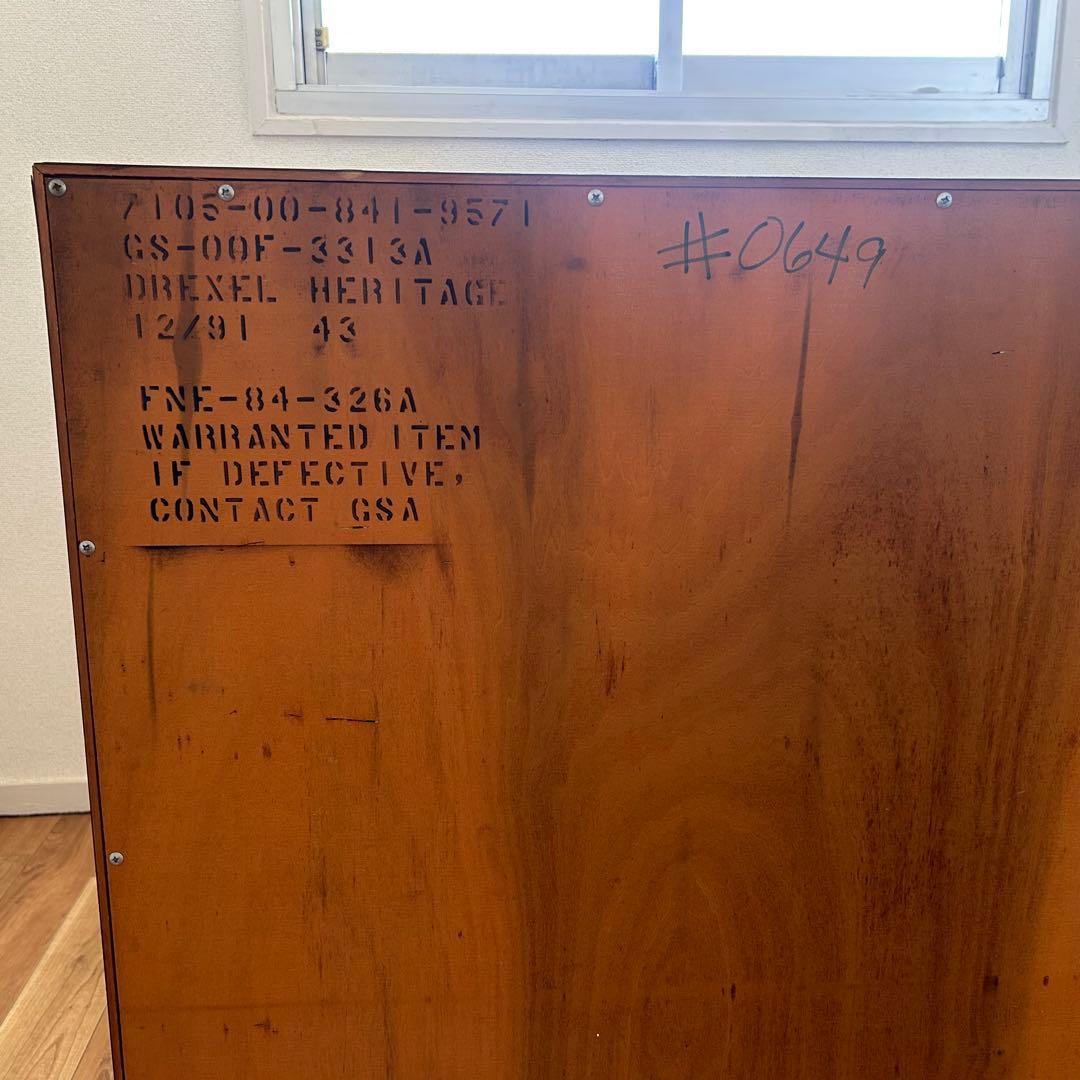 7105-00-841-9571
GS-00F-3313A
DREXEL HERITAGE
12/91 43
#0649
FNE-84-326A
WARRANTED ITEM
IF DEFECTIVE,
CONTACT GSA